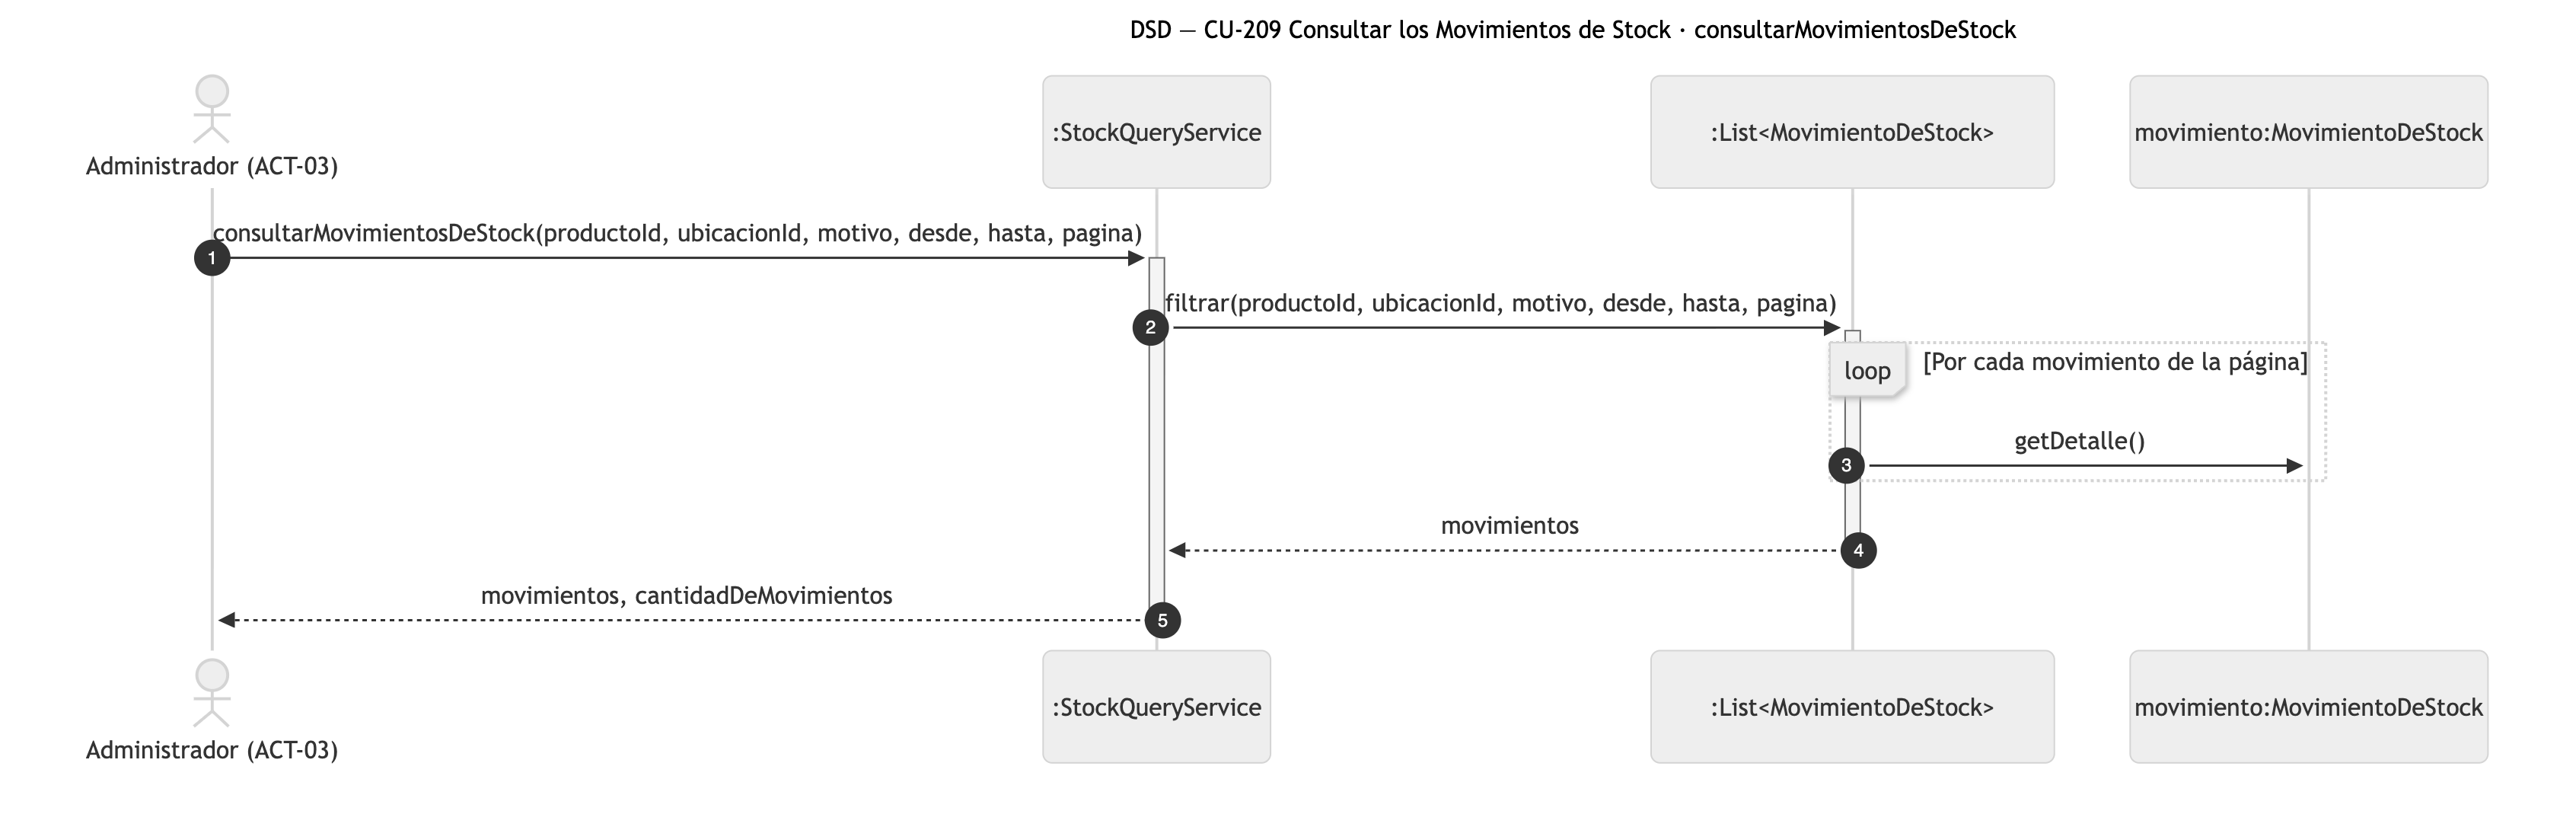 DSD — CU-209 Consultar los Movimientos de Stock · consultarMovimientosDeStock
Administrador (ACT-03)
:StockQueryService
:List<MovimientoDeStock>
movimiento:MovimientoDeStock
consultarMovimientosDeStock(productoId, ubicacionId, motivo, desde, hasta, pagina)
1
filtrar(productoId, ubicacionId, motivo, desde, hasta, pagina)
2
loop
[Por cada movimiento de la página]
getDetalle()
3
movimientos
4
movimientos, cantidadDeMovimientos
5
Administrador (ACT-03)
:StockQueryService
:List<MovimientoDeStock>
movimiento:MovimientoDeStock